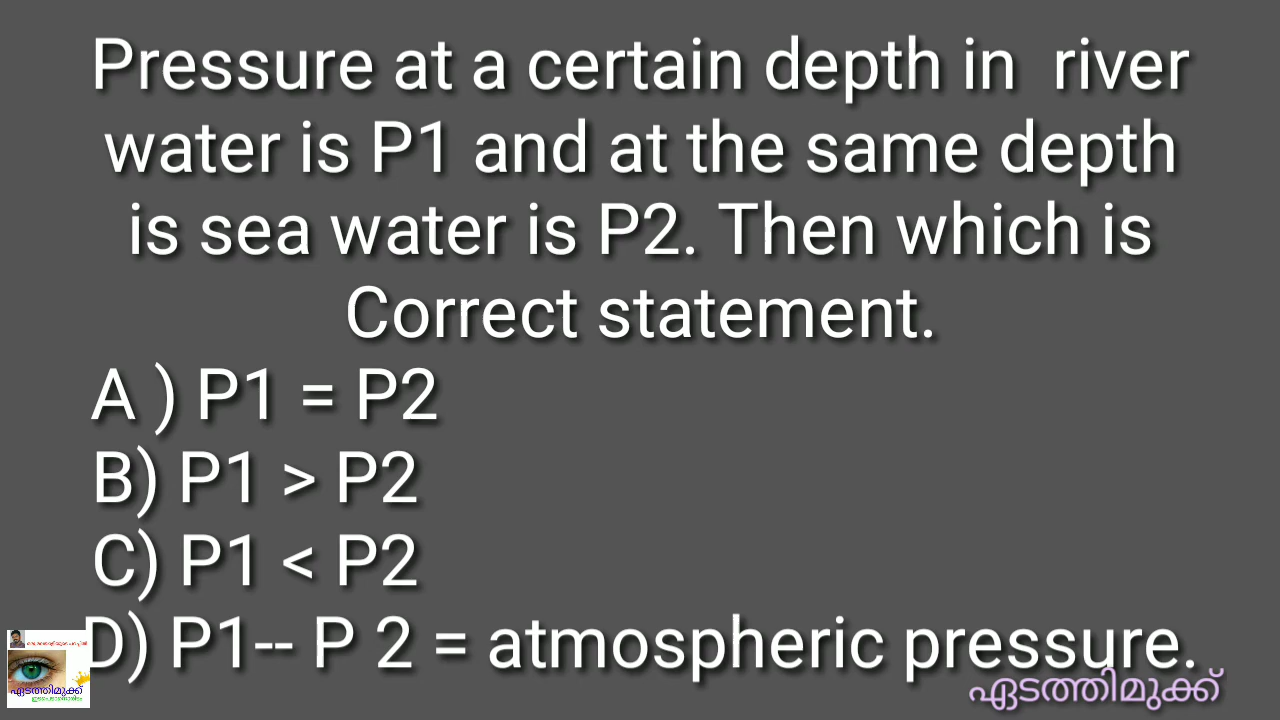 Pressure at a certain depth in river
water is P1 and at the same depth
is sea water is P2. Then which is
Correct statement.
A ) P1 = P2
B) P1 > P2
C) P1 < P2
D) P1-- P 2 = atmospheric pressure.
ഏടത്തിമുക്ക്
ഏടത്തിമുക്ക്